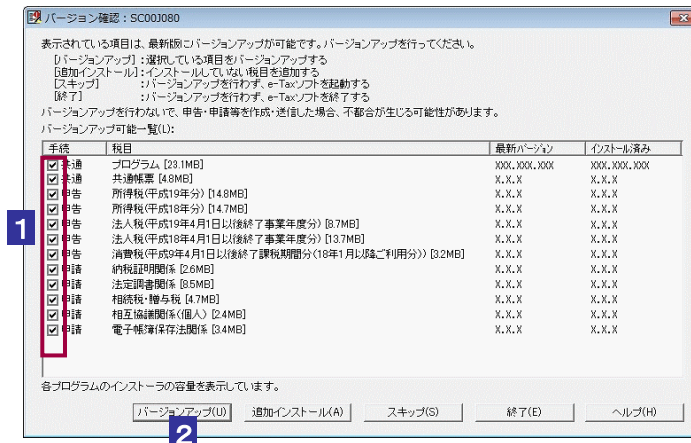 バージョン確認:SC00J080
表示されている項目は、最新版にバージョンアップが可能です。バージョンアップを行ってください。
[バージョンアップ]:選択している項目をバージョンアップする
[追加インストール]:インストールしていない税目を追加する
[スキップ] :バージョンアップを行わず、e-Taxソフトを起動する
[終了] :バージョンアップを行わず、e-Taxソフトを終了する
バージョンアップを行わないで、申告・申請等を作成・送信した場合、不都合が生じる可能性があります。
バージョンアップ可能一覧(L):
手続 税目 最新バージョン インストール済み
共通 プログラム [23.1MB] XXX.XXX.XXX XXX.XXX.XXX
共通 共通帳票 [4.8MB] X.X.X X.X.X
申告 所得税(平成19年分) [14.8MB] X.X.X X.X.X
申告 所得税(平成18年分) [14.7MB] X.X.X X.X.X
1
申告 法人税(平成19年4月1日以後終了事業年度分) [8.7MB] X.X.X X.X.X
申告 法人税(平成18年4月1日以後終了事業年度分) [13.7MB] X.X.X X.X.X
申告 消費税(平成9年4月1日以後終了課税期間分(18年1月以降ご利用分)) [3.2MB] X.X.X X.X.X
申請 納税証明関係 [2.6MB] X.X.X X.X.X
申請 法定調書関係 [8.5MB] X.X.X X.X.X
申請 相続税・贈与税 [4.7MB] X.X.X X.X.X
申請 相互協議関係(個人) [2.4MB] X.X.X X.X.X
申請 電子帳簿保存法関係 [3.4MB] X.X.X X.X.X
各プログラムのインストーラの容量を表示しています。
バージョンアップ(U) 追加インストール(A) スキップ(S) 終了(E) ヘルプ(H)
2